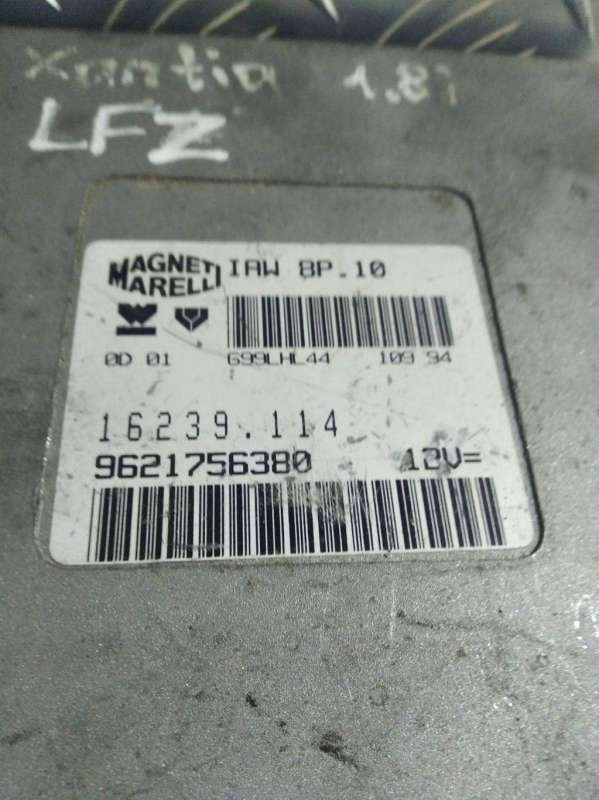 Xantia 1.8i
LFZ
MAGNETI MARELLI
IAW 8P.10
0D 01 699LHL44 109 94
16239.114
9621756380 12V=